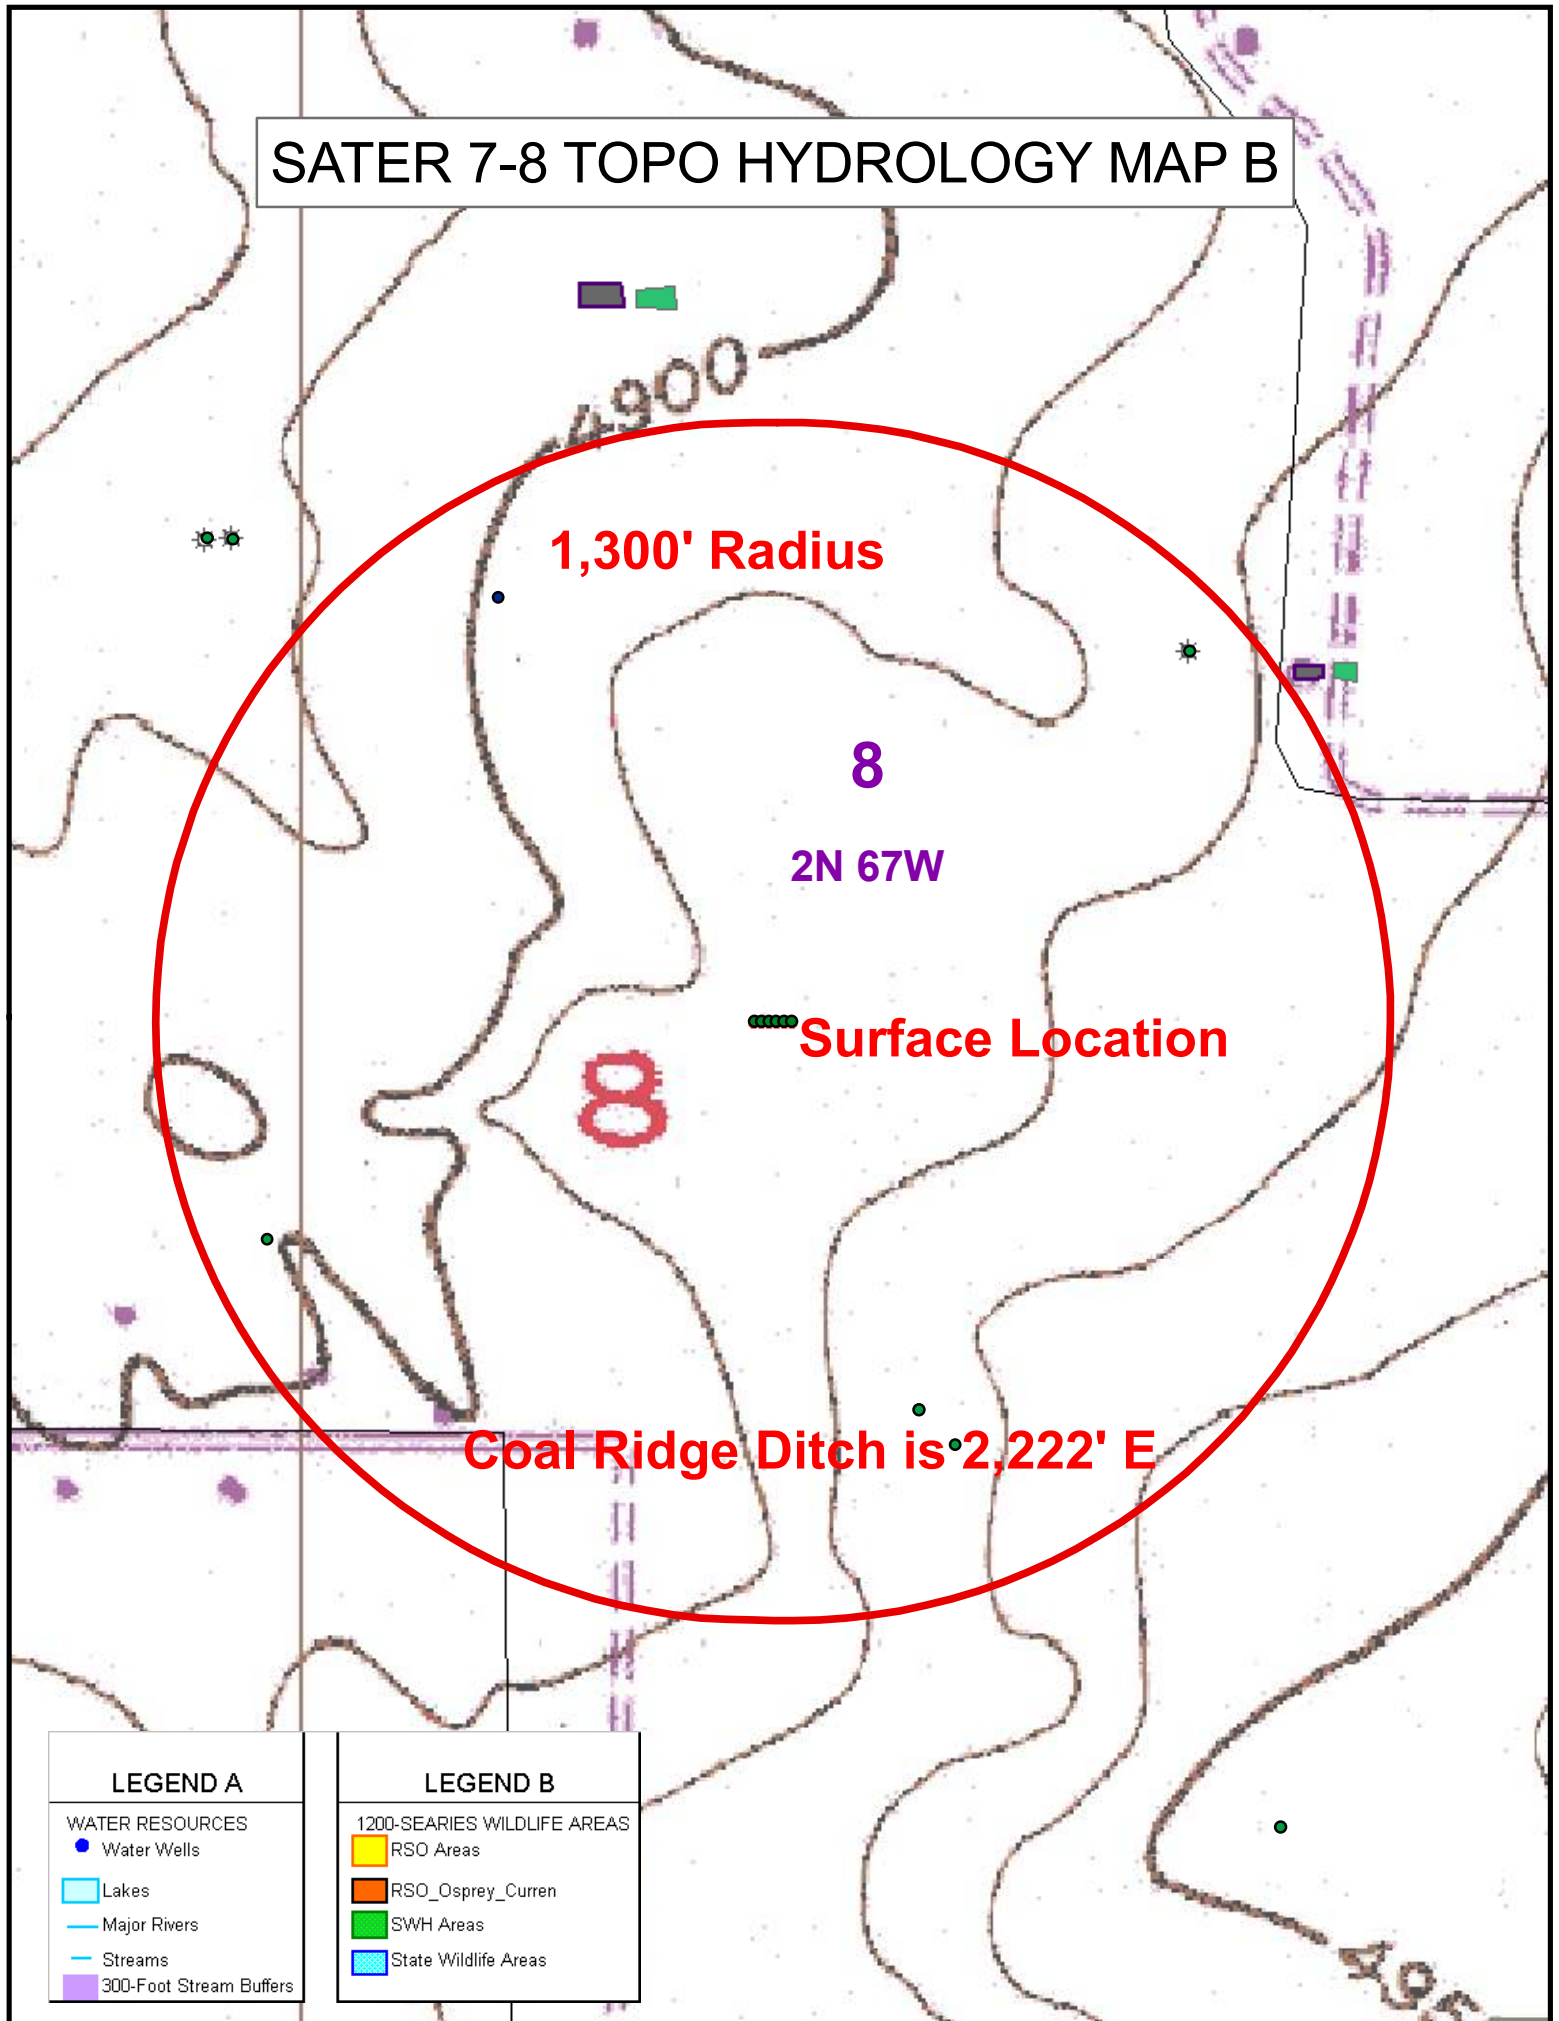 SATER 7-8 TOPO HYDROLOGY MAP B
4900
1,300' Radius
8
2N 67W
Surface Location
8
Coal Ridge Ditch is 2,222' E
LEGEND A
WATER RESOURCES
Water Wells
Lakes
Major Rivers
Streams
300-Foot Stream Buffers
LEGEND B
1200-SEARIES WILDLIFE AREAS
RSO Areas
RSO_Osprey_Curren
SWH Areas
State Wildlife Areas